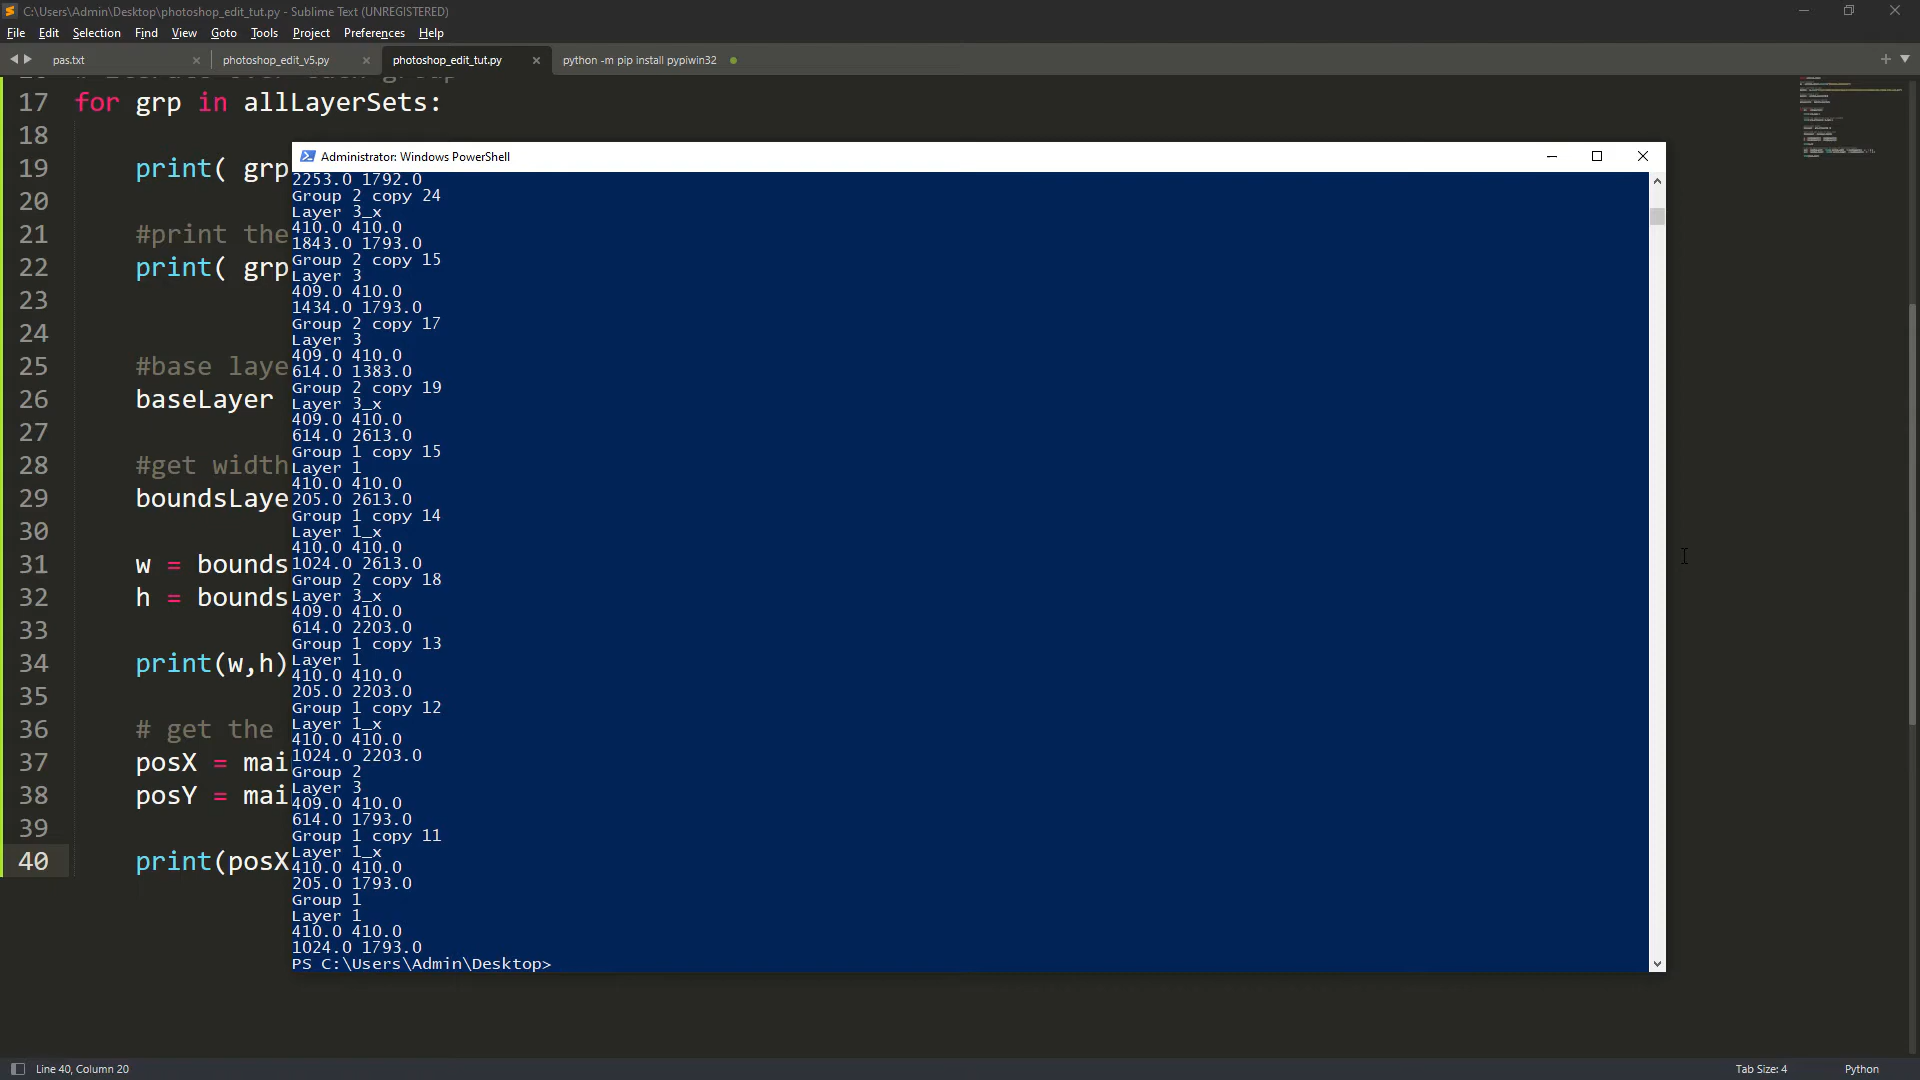 C:\Users\Admin\Desktop\photoshop_edit_tut.py - Sublime Text (UNREGISTERED)
File Edit Selection Find View Goto Tools Project Preferences Help
pas.txt photoshop_edit_v5.py photoshop_edit_tut.py python -m pip install pypiwin32
17 for grp in allLayerSets:
18
19 print( grp
20
21 #print the
22 print( grp
23
24
25 #base laye
26 baseLayer
27
28 #get width
29 boundsLaye
30
31 w = bounds
32 h = bounds
33
34 print(w,h)
35
36 # get the
37 posX = mai
38 posY = mai
39
40 print(posX
Administrator: Windows PowerShell
2253.0 1792.0
Group 2 copy 24
Layer 3_x
410.0 410.0
1843.0 1793.0
Group 2 copy 15
Layer 3
409.0 410.0
1434.0 1793.0
Group 2 copy 17
Layer 3
409.0 410.0
614.0 1383.0
Group 2 copy 19
Layer 3_x
409.0 410.0
614.0 2613.0
Group 1 copy 15
Layer 1
410.0 410.0
205.0 2613.0
Group 1 copy 14
Layer 1_x
410.0 410.0
1024.0 2613.0
Group 2 copy 18
Layer 3_x
409.0 410.0
614.0 2203.0
Group 1 copy 13
Layer 1
410.0 410.0
205.0 2203.0
Group 1 copy 12
Layer 1_x
410.0 410.0
1024.0 2203.0
Group 2
Layer 3
409.0 410.0
614.0 1793.0
Group 1 copy 11
Layer 1_x
410.0 410.0
205.0 1793.0
Group 1
Layer 1
410.0 410.0
1024.0 1793.0
PS C:\Users\Admin\Desktop>
Line 40, Column 20 Tab Size: 4 Python